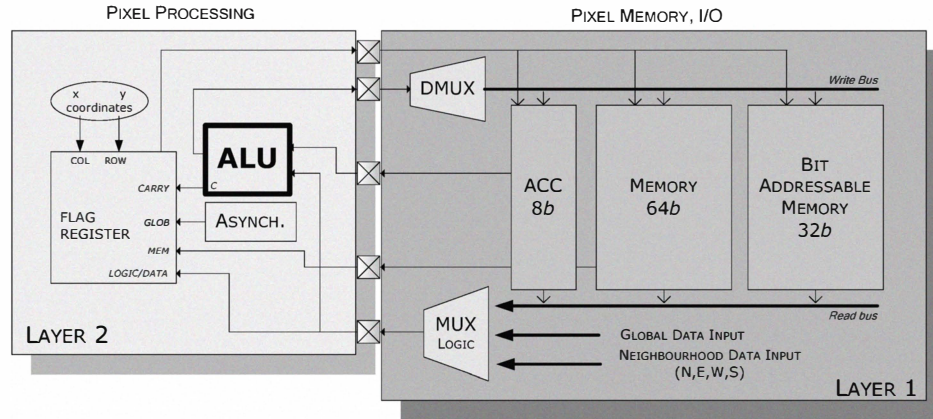 PIXEL PROCESSING
PIXEL MEMORY, I/O
x y
coordinates
COL ROW
FLAG
REGISTER
CARRY
GLOB
MEM
LOGIC/DATA
ALU
C
ASYNCH.
LAYER 2
DMUX
Write Bus
ACC
8b
MEMORY
64b
BIT
ADDRESSABLE
MEMORY
32b
Read bus
MUX
LOGIC
GLOBAL DATA INPUT
NEIGHBOURHOOD DATA INPUT
(N,E,W,S)
LAYER 1